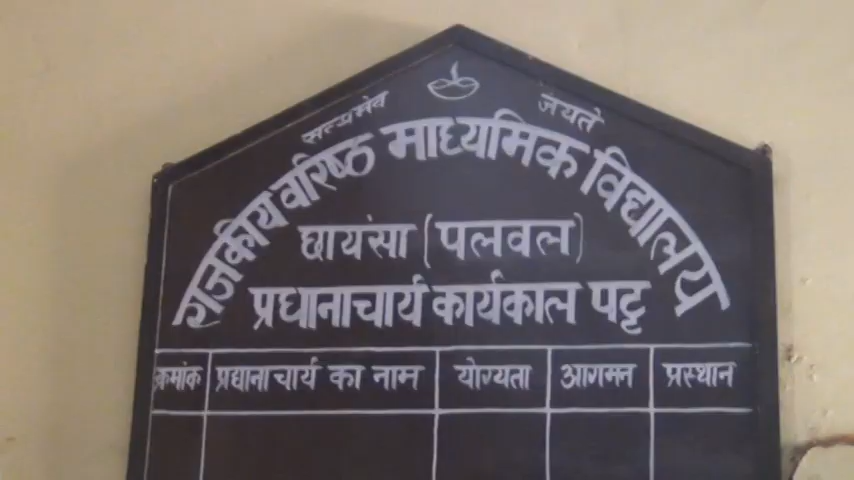 सत्यमेव जयते
राजकीय वरिष्ठ माध्यमिक विद्यालय
छायंसा (पलवल)
प्रधानाचार्य कार्यकाल पट्ट
क्रमांक प्रधानाचार्य का नाम योग्यता आगमन प्रस्थान